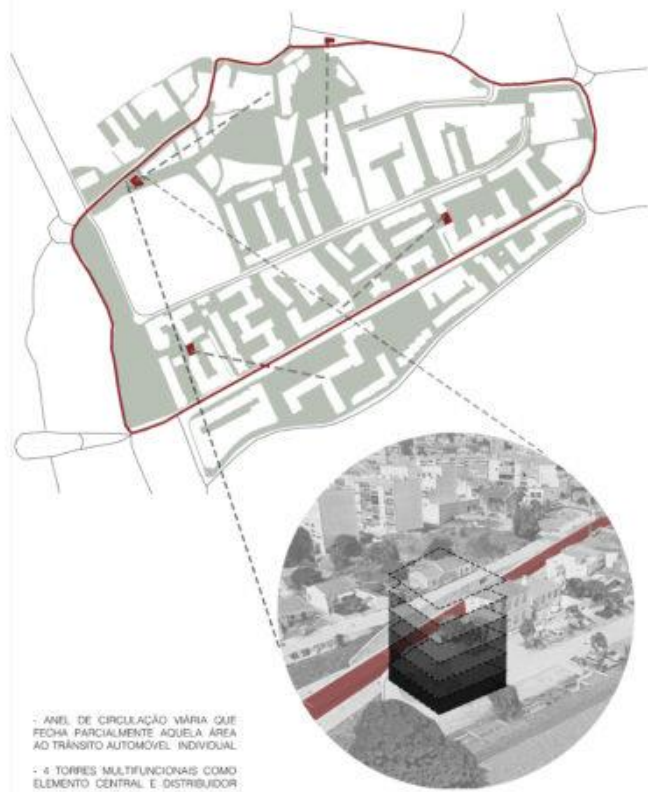 - ANEL DE CIRCULAÇÃO VIÁRIA QUE
FECHA PARCIALMENTE AQUELA ÁREA
AO TRÂNSITO AUTOMÓVEL INDIVIDUAL
- 4 TORRES MULTIFUNCIONAIS COMO
ELEMENTO CENTRAL E DISTRIBUIDOR